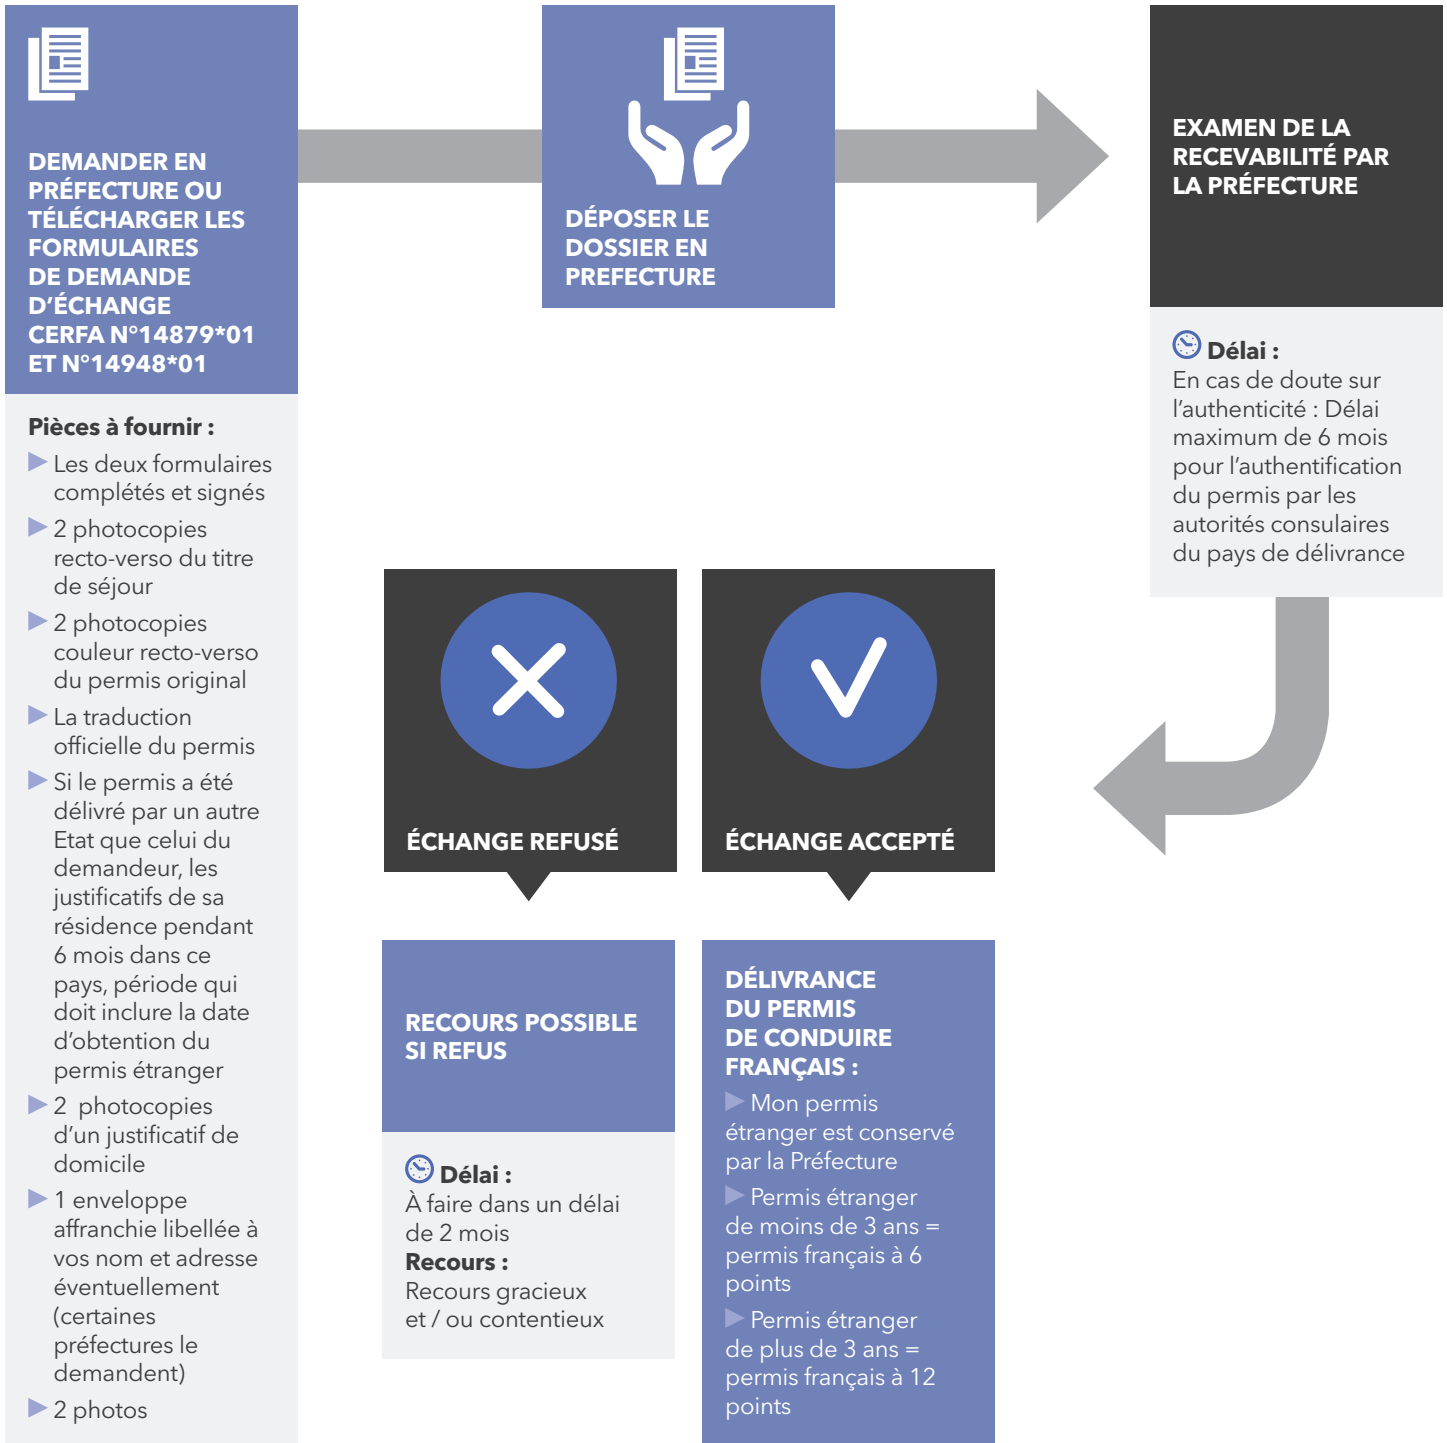 DEMANDER EN
PRÉFECTURE OU
TÉLÉCHARGER LES
FORMULAIRES
DE DEMANDE
D'ÉCHANGE
CERFA N°14879*01
ET N°14948*01
Pièces à fournir :
Les deux formulaires
complétés et signés
2 photocopies
recto-verso du titre
de séjour
2 photocopies
couleur recto-verso
du permis original
La traduction
officielle du permis
Si le permis a été
délivré par un autre
Etat que celui du
demandeur, les
justificatifs de sa
résidence pendant
6 mois dans ce
pays, période qui
doit inclure la date
d'obtention du
permis étranger
2 photocopies
d'un justificatif de
domicile
1 enveloppe
affranchie libellée à
vos nom et adresse
éventuellement
(certaines
préfectures le
demandent)
2 photos
DÉPOSER LE
DOSSIER EN
PREFECTURE
EXAMEN DE LA
RECEVABILITÉ PAR
LA PRÉFECTURE
Délai :
En cas de doute sur
l'authenticité : Délai
maximum de 6 mois
pour l'authentification
du permis par les
autorités consulaires
du pays de délivrance
ÉCHANGE REFUSÉ
RECOURS POSSIBLE
SI REFUS
Délai :
À faire dans un délai
de 2 mois
Recours :
Recours gracieux
et / ou contentieux
ÉCHANGE ACCEPTÉ
DÉLIVRANCE
DU PERMIS
DE CONDUIRE
FRANÇAIS :
Mon permis
étranger est conservé
par la Préfecture
Permis étranger
de moins de 3 ans =
permis français à 6
points
Permis étranger
de plus de 3 ans =
permis français à 12
points